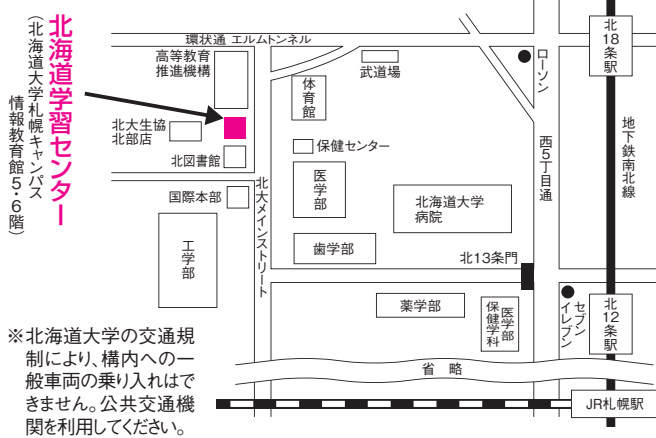 北海道学習センター
（北海道大学札幌キャンパス
情報教育館5・6階）
環状通 エルムトンネル
高等教育
推進機構
北大生協
北部店
北図書館
国際本部
工学部
北大メインストリート
体育館
武道場
保健センター
医学部
歯学部
北海道大学
病院
北13条門
薬学部
医学部
保健学科
ローソン
西5丁目通
セブン
イレブン
北18条駅
地下鉄南北線
北12条駅
省 略
JR札幌駅
※北海道大学の交通規
制により、構内への一
般車両の乗り入れはで
きません。公共交通機
関を利用してください。